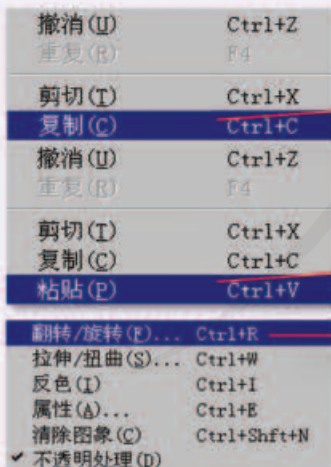 撤消(U) Ctrl+Z
重复(R) F4
剪切(T) Ctrl+X
复制(C) Ctrl+C
撤消(U) Ctrl+Z
重复(R) F4
剪切(T) Ctrl+X
复制(C) Ctrl+C
粘贴(P) Ctrl+V
翻转/旋转(F)... Ctrl+R
拉伸/扭曲(S)... Ctrl+W
反色(I) Ctrl+I
属性(A)... Ctrl+E
清除图象(C) Ctrl+Shft+N
✔ 不透明处理(D)